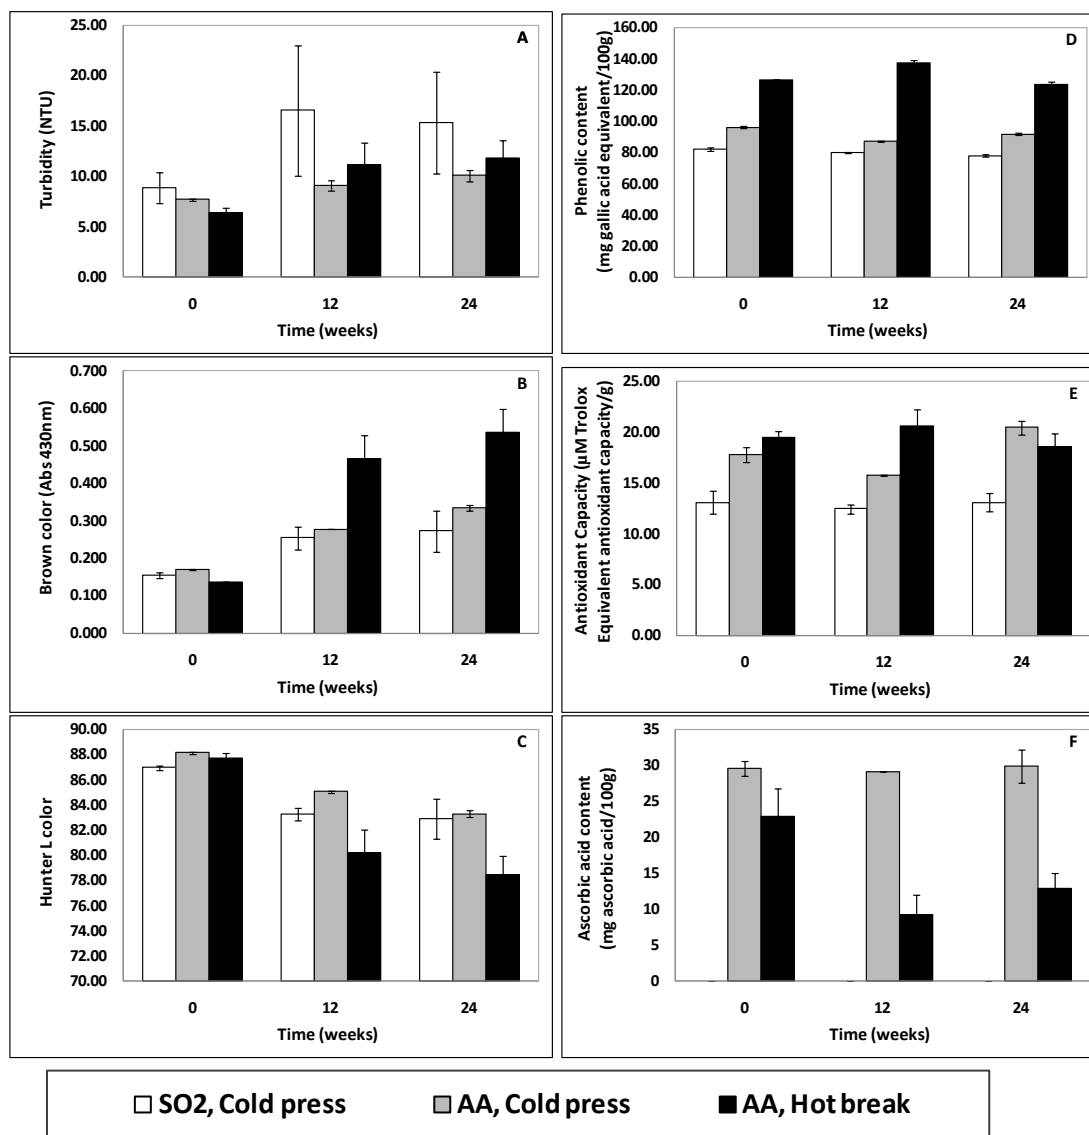 A
25.00
20.00
15.00
10.00
5.00
0.00
Turbidity (NTU)
0 12 24
Time (weeks)
B
0.700
0.600
0.500
0.400
0.300
0.200
0.100
0.000
Brown color (Abs 430nm)
0 12 24
Time (weeks)
C
90.00
88.00
86.00
84.00
82.00
80.00
78.00
76.00
74.00
72.00
70.00
Hunter L color
0 12 24
Time (weeks)
D
160.00
140.00
120.00
100.00
80.00
60.00
40.00
20.00
0.00
Phenolic content
(mg gallic acid equivalent/100g)
0 12 24
Time (weeks)
E
25.00
20.00
15.00
10.00
5.00
0.00
Antioxidant Capacity (µM Trolox
Equivalent antioxidant capacity/g)
0 12 24
Time (weeks)
F
35
30
25
20
15
10
5
0
Ascorbic acid content
(mg ascorbic acid/100g)
0 12 24
Time (weeks)
SO2, Cold press AA, Cold press AA, Hot break